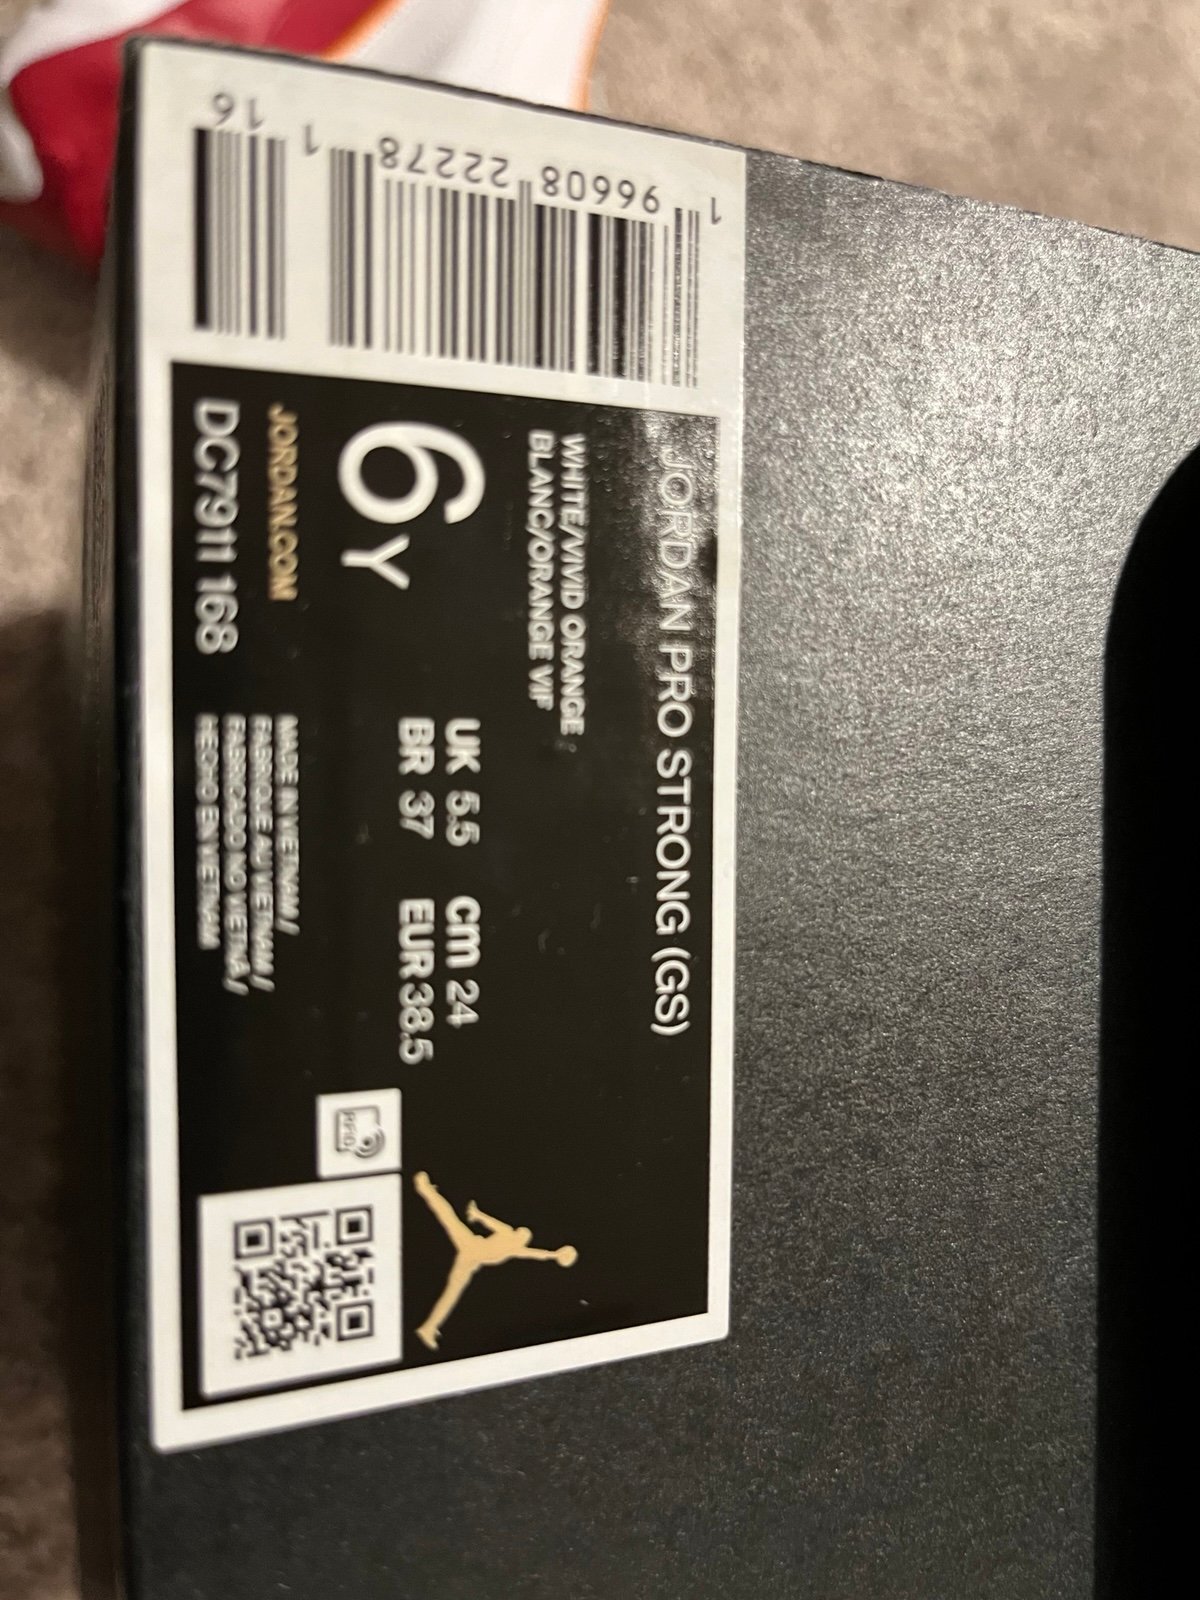 JORDAN PRO STRONG (GS)
WHITE/VIVID ORANGE
BLANC/ORANGE VIF
6Y
UK 5.5 cm 24
BR 37 EUR 38.5
JORDAN.COM
DC7911 168
MADE IN VIETNAM /
FABRIQUE AU VIETNAM /
FABRICADO NO VIETNÃ /
HECHO EN VIETNAM
RFID
1 96608 22278 1 16